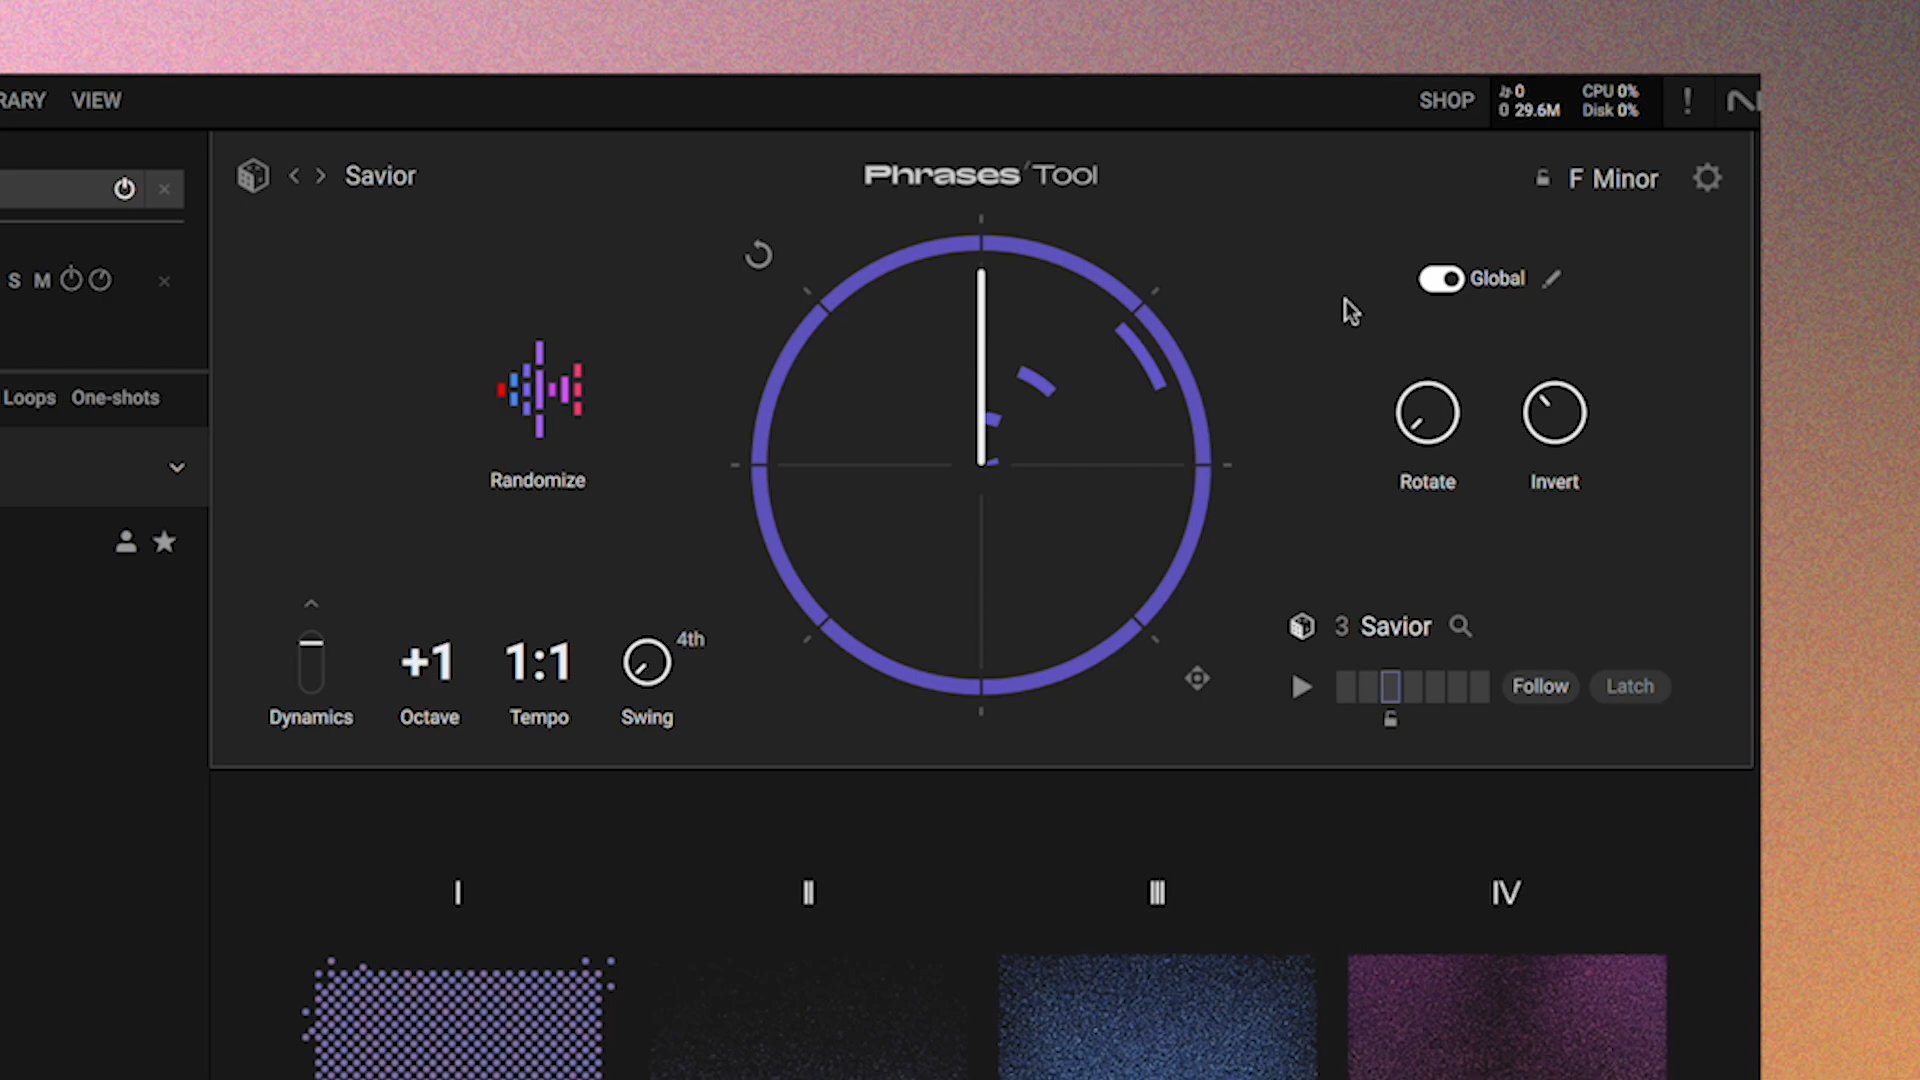 RARY VIEW
SHOP
0
0 29.6M
CPU 0%
Disk 0%
!
Savior
Phrases/Tool
F Minor
S M
Global
Loops One-shots
Randomize
Rotate
Invert
+1
1:1
4th
Dynamics
Octave
Tempo
Swing
3 Savior
Follow
Latch
I
II
III
IV